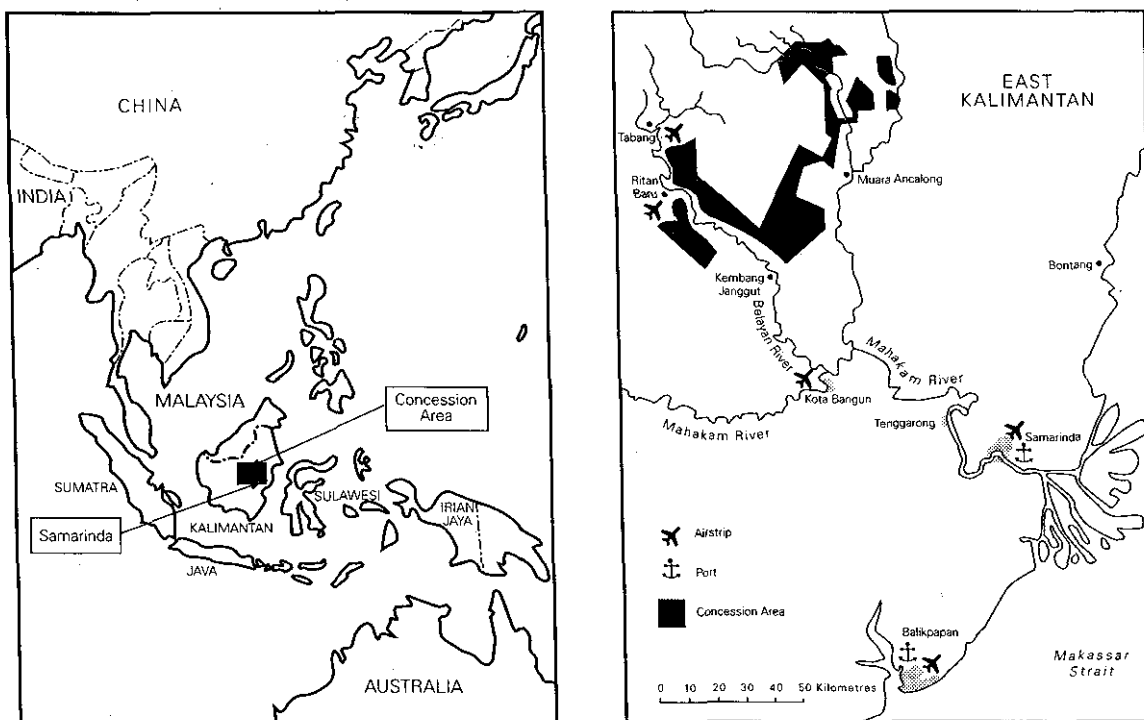 CHINA
INDIA
MALAYSIA
Concession
Area
SUMATRA
SULAWESI
IRIANI
JAYA
Samarinda
KALIMANTAN
JAVA
AUSTRALIA
EAST
KALIMANTAN
Tabang
Ritan
Baru
Muara Ancalong
Kembang
Janggut
Bontang
Belayan River
Mahakam River
Kota Bangun
Mahakam River
Tenggarong
Samarinda
Airstrip
Port
Concession Area
Balikpapan
Makassar
Strait
0 10 20 30 40 50 Kilometres